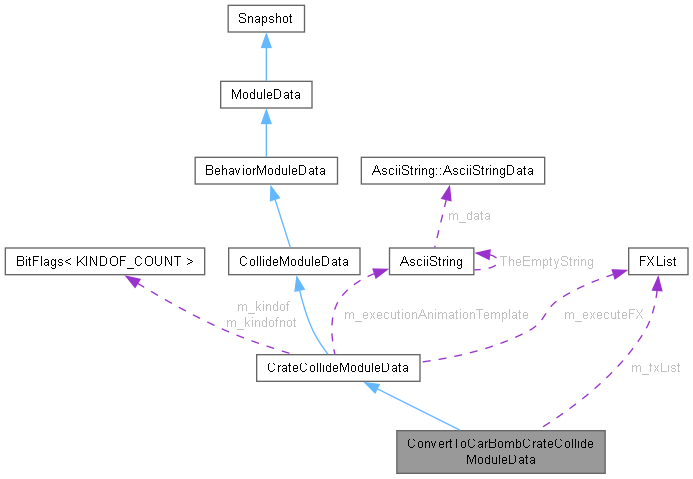 Snapshot
ModuleData
BehaviorModuleData
AsciiString::AsciiStringData
m_data
BitFlags< KINDOF_COUNT >
CollideModuleData
AsciiString
TheEmptyString
FXList
m_kindof
m_kindofnot
m_executionAnimationTemplate
m_executeFX
CrateCollideModuleData
m_fxList
ConvertToCarBombCrateCollide
ModuleData